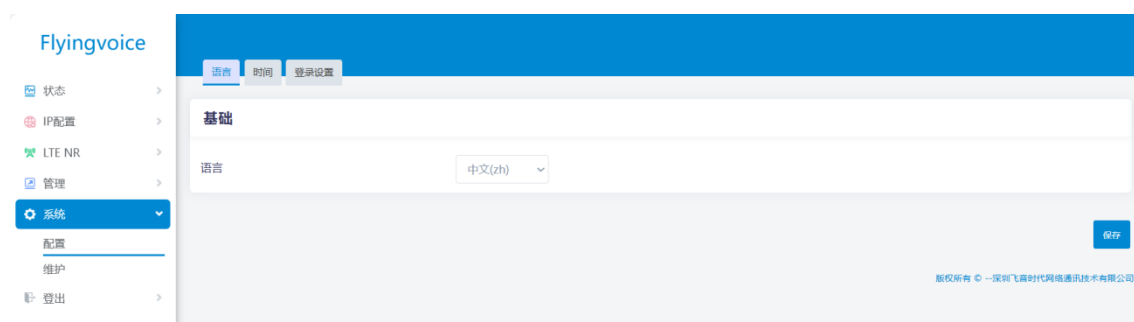 Flyingvoice
语言 时间 登录设置
状态
IP配置
LTE NR
管理
系统
配置
维护
登出
基础
语言 中文(zh)
保存
版权所有 © --深圳飞音时代网络通讯技术有限公司